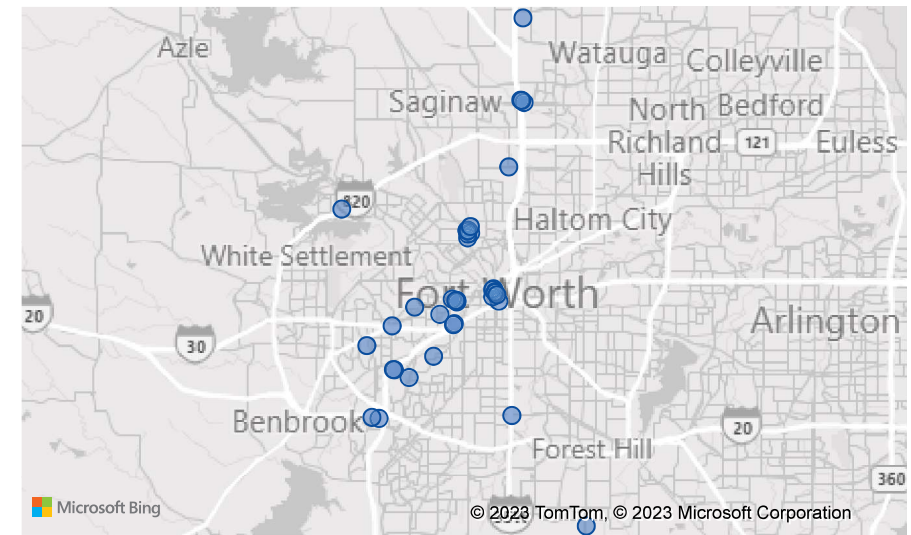 Azle
Watauga
Colleyville
Saginaw
North
Bedford
Richland
Hills
121
Euless
820
Haltom City
White Settlement
Fort Worth
20
30
Arlington
Benbrook
20
Forest Hill
360
Microsoft Bing
© 2023 TomTom, © 2023 Microsoft Corporation